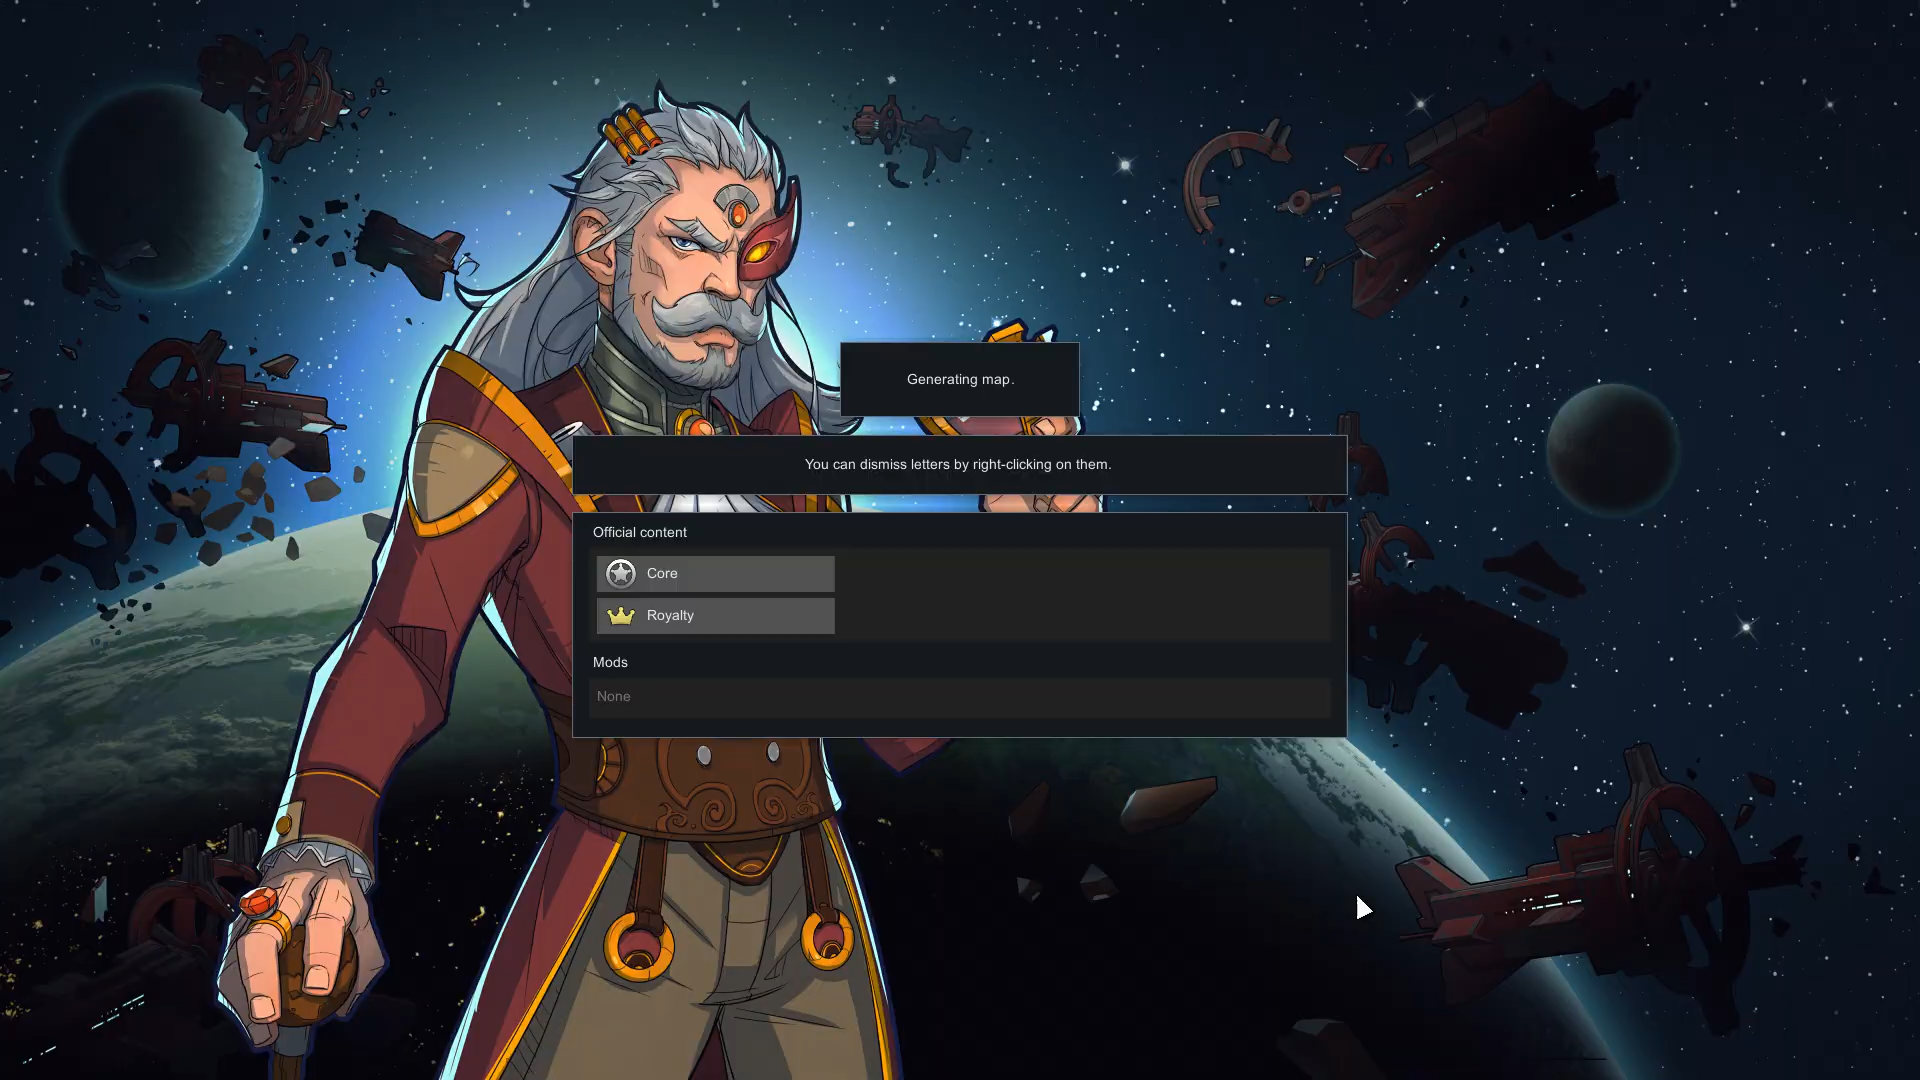 Generating map.
You can dismiss letters by right-clicking on them.
Official content
Core
Royalty
Mods
None